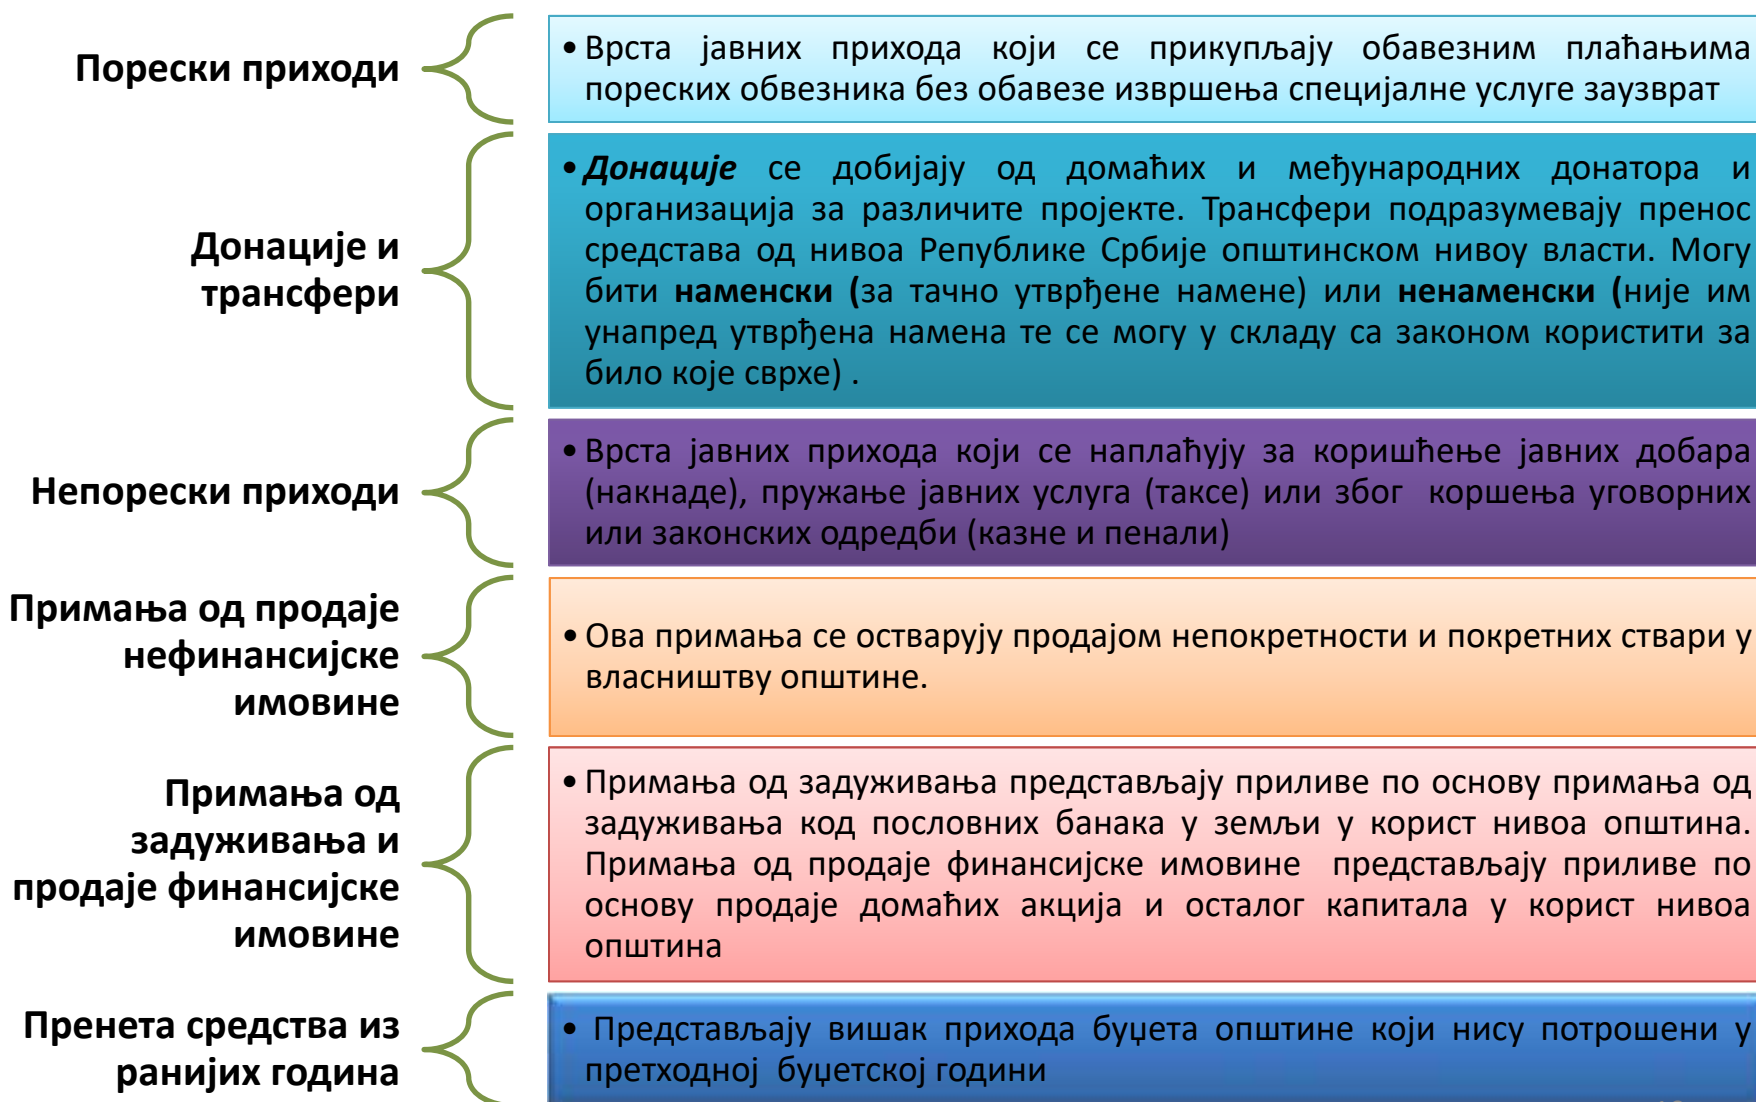 Порески приходи
• Врста јавних прихода који се прикупљају обавезним плаћањима
пореских обвезника без обавезе извршења специјалне услуге заузврат
Донације и
трансфери
• Донације се добијају од домаћих и међународних донатора и
организација за различите пројекте. Трансфери подразумевају пренос
средстава од нивоа Републике Србије општинском нивоу власти. Могу
бити наменски (за тачно утврђене намене) или ненаменски (није им
унапред утврђена намена те се могу у складу са законом користити за
било које сврхе) .
Непорески приходи
• Врста јавних прихода који се наплаћују за коришћење јавних добара
(накнаде), пружање јавних услуга (таксе) или због коршења уговорних
или законских одредби (казне и пенали)
Примања од продаје
нефинансијске
имовине
• Ова примања се остварују продајом непокретности и покретних ствари у
власништву општине.
Примања од
задуживања и
продаје финансијске
имовине
• Примања од задуживања представљају приливе по основу примања од
задуживања код пословних банака у земљи у корист нивоа општина.
Примања од продаје финансијске имовине представљају приливе по
основу продаје домаћих акција и осталог капитала у корист нивоа
општина
Пренета средства из
ранијих година
• Представљају вишак прихода буџета општине који нису потрошени у
претходној буџетској години